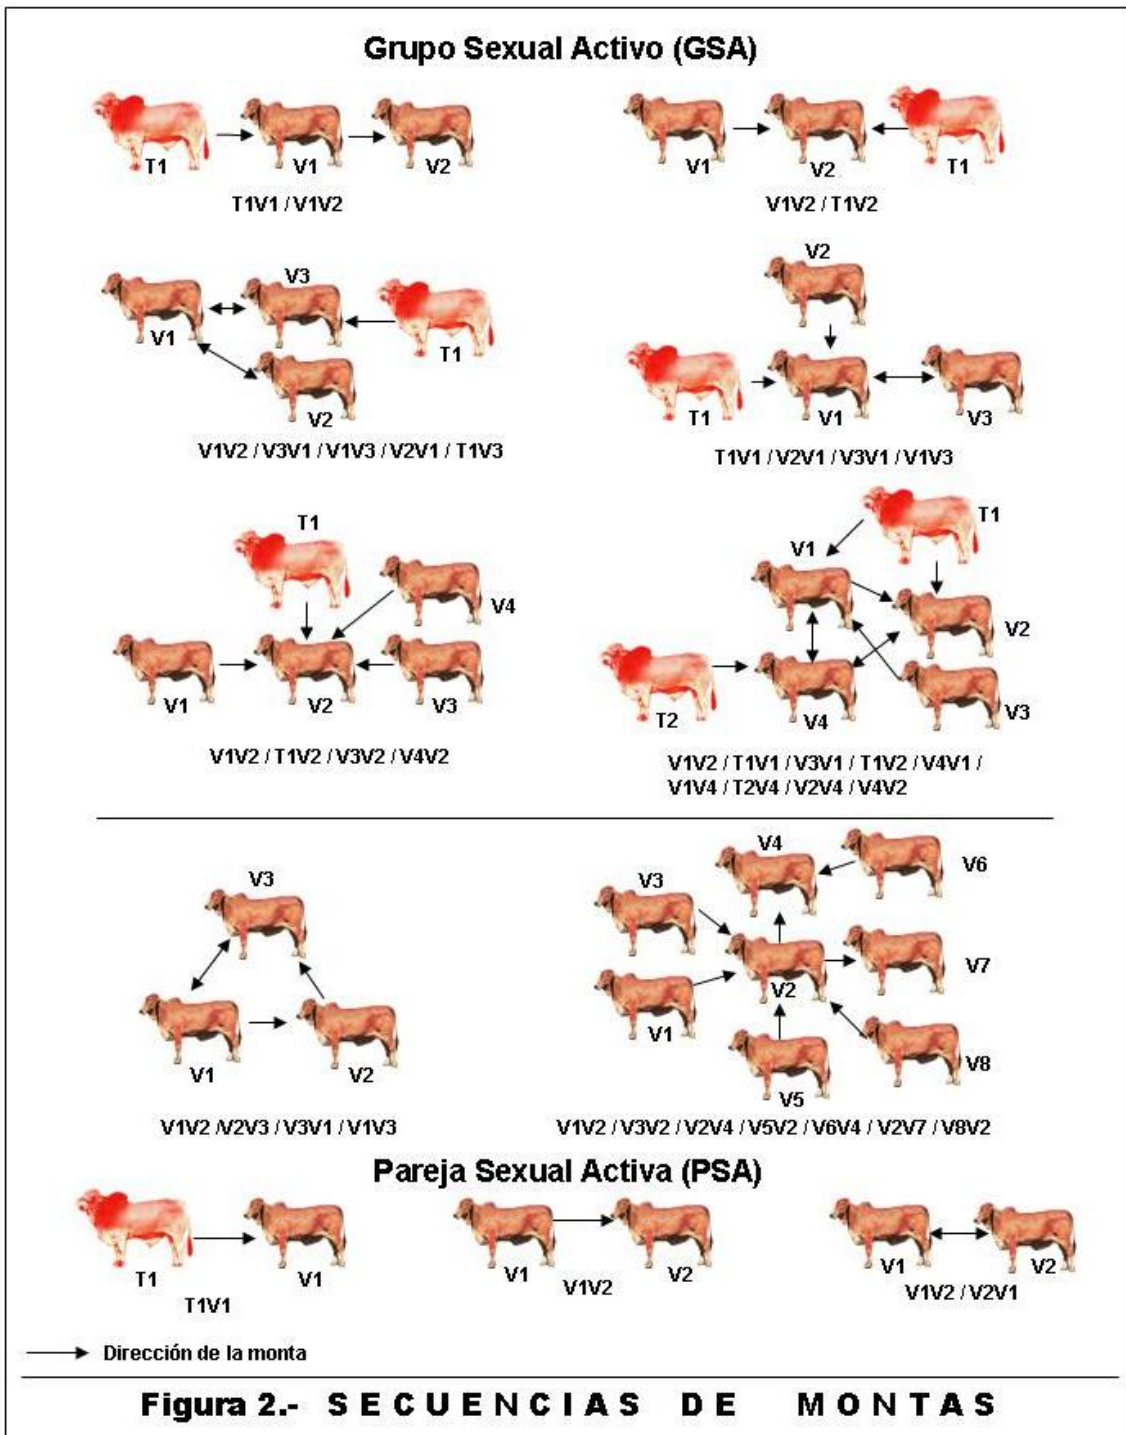 Grupo Sexual Activo (GSA)
T1 V1 V2
T1V1 / V1V2
V1 V2 T1
V1V2 / T1V2
V3
V1 T1
V2
V1V2 / V3V1 / V1V3 / V2V1 / T1V3
V2
T1 V1 V3
T1V1 / V2V1 / V3V1 / V1V3
T1
V4
V1 V2 V3
V1V2 / T1V2 / V3V2 / V4V2
T1
V1
V2
T2 V4 V3
V1V2 / T1V1 / V3V1 / T1V2 / V4V1 /
V1V4 / T2V4 / V2V4 / V4V2
V3
V1 V2
V1V2 /V2V3 / V3V1 / V1V3
V4 V6
V3
V7
V2
V1
V8
V5
V1V2 / V3V2 / V2V4 / V5V2 / V6V4 / V2V7 / V8V2
Pareja Sexual Activa (PSA)
T1 V1
T1V1
V1 V2
V1V2
V1 V2
V1V2 / V2V1
Dirección de la monta
Figura 2.- S E C U E N C I A S D E M O N T A S